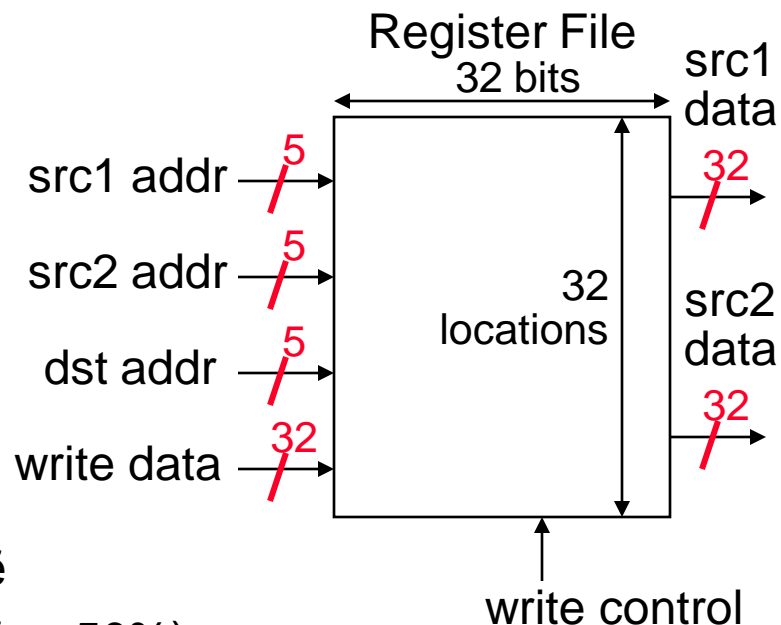 Register File
32 bits
src1
data
5
32
src1 addr
5
src2 addr
32
locations
src2
data
5
32
dst addr
32
write data
write control